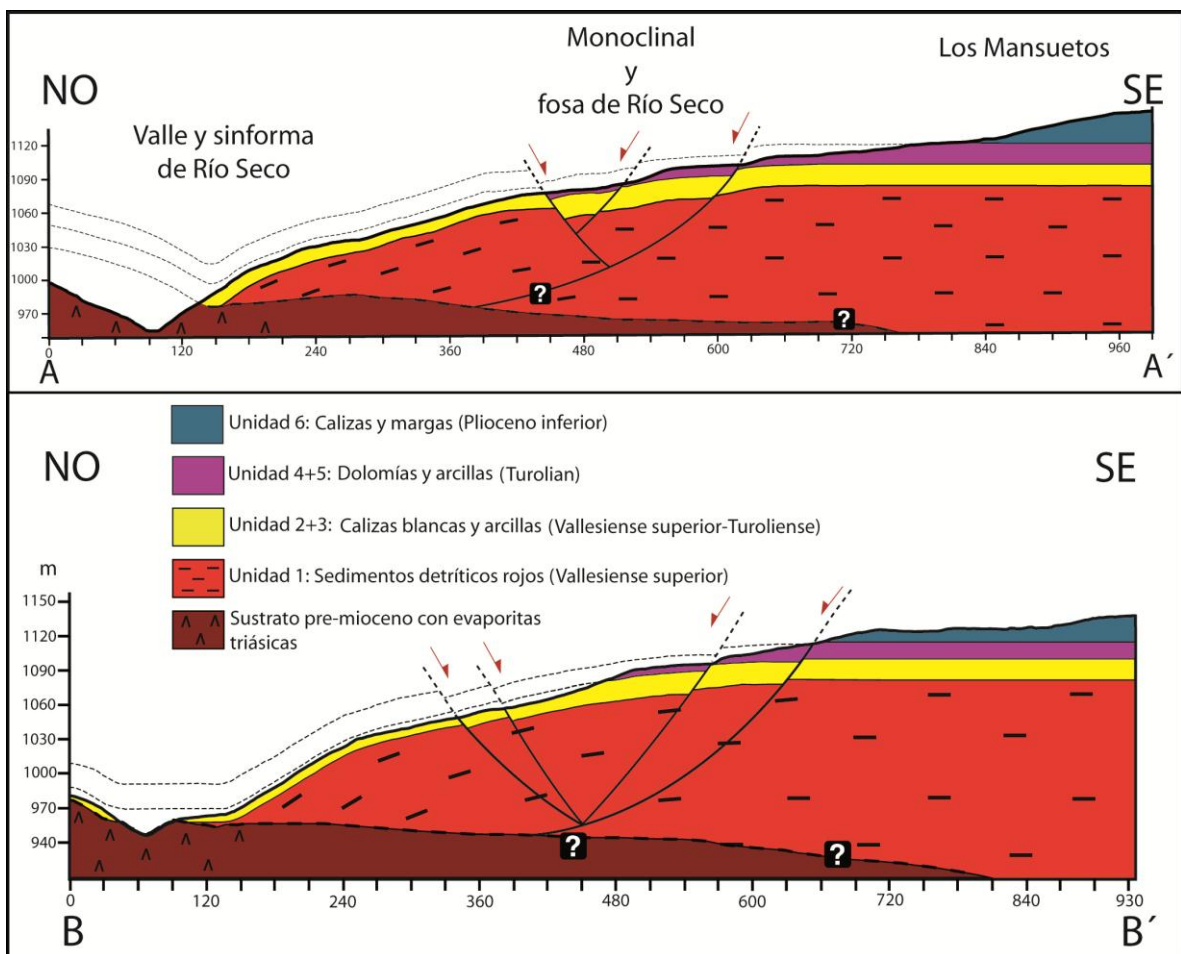 Monoclinal
y
fosa de Río Seco
Los Mansuetos
NO
SE
Valle y sinforma
de Río Seco
1120
1090
1060
1030
1000
970
?
?
0 120 240 360 480 600 720 840 960
A A´
Unidad 6: Calizas y margas (Plioceno inferior)
NO
SE
Unidad 4+5: Dolomías y arcillas (Turolian)
Unidad 2+3: Calizas blancas y arcillas (Vallesiense superior-Turoliense)
m
Unidad 1: Sedimentos detríticos rojos (Vallesiense superior)
Sustrato pre-mioceno con evaporitas
triásicas
1150
1120
1090
1060
1030
1000
970
940
?
?
0 120 240 360 480 600 720 840 930
B B´